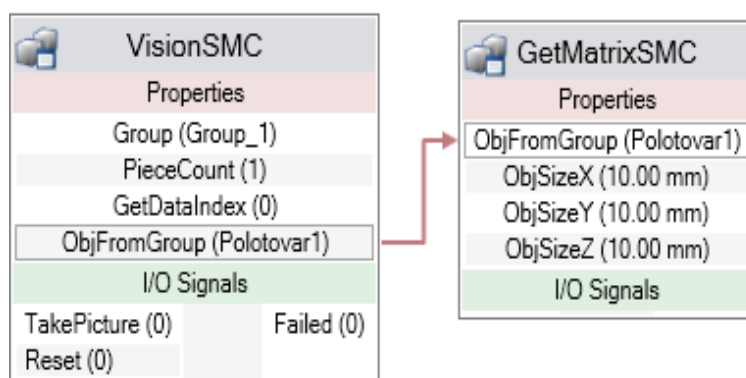 VisionSMC
Properties
Group (Group_1)
PieceCount (1)
GetDataIndex (0)
ObjFromGroup (Polotovar1)
I/O Signals
TakePicture (0) Failed (0)
Reset (0)
GetMatrixSMC
Properties
ObjFromGroup (Polotovar1)
ObjSizeX (10.00 mm)
ObjSizeY (10.00 mm)
ObjSizeZ (10.00 mm)
I/O Signals